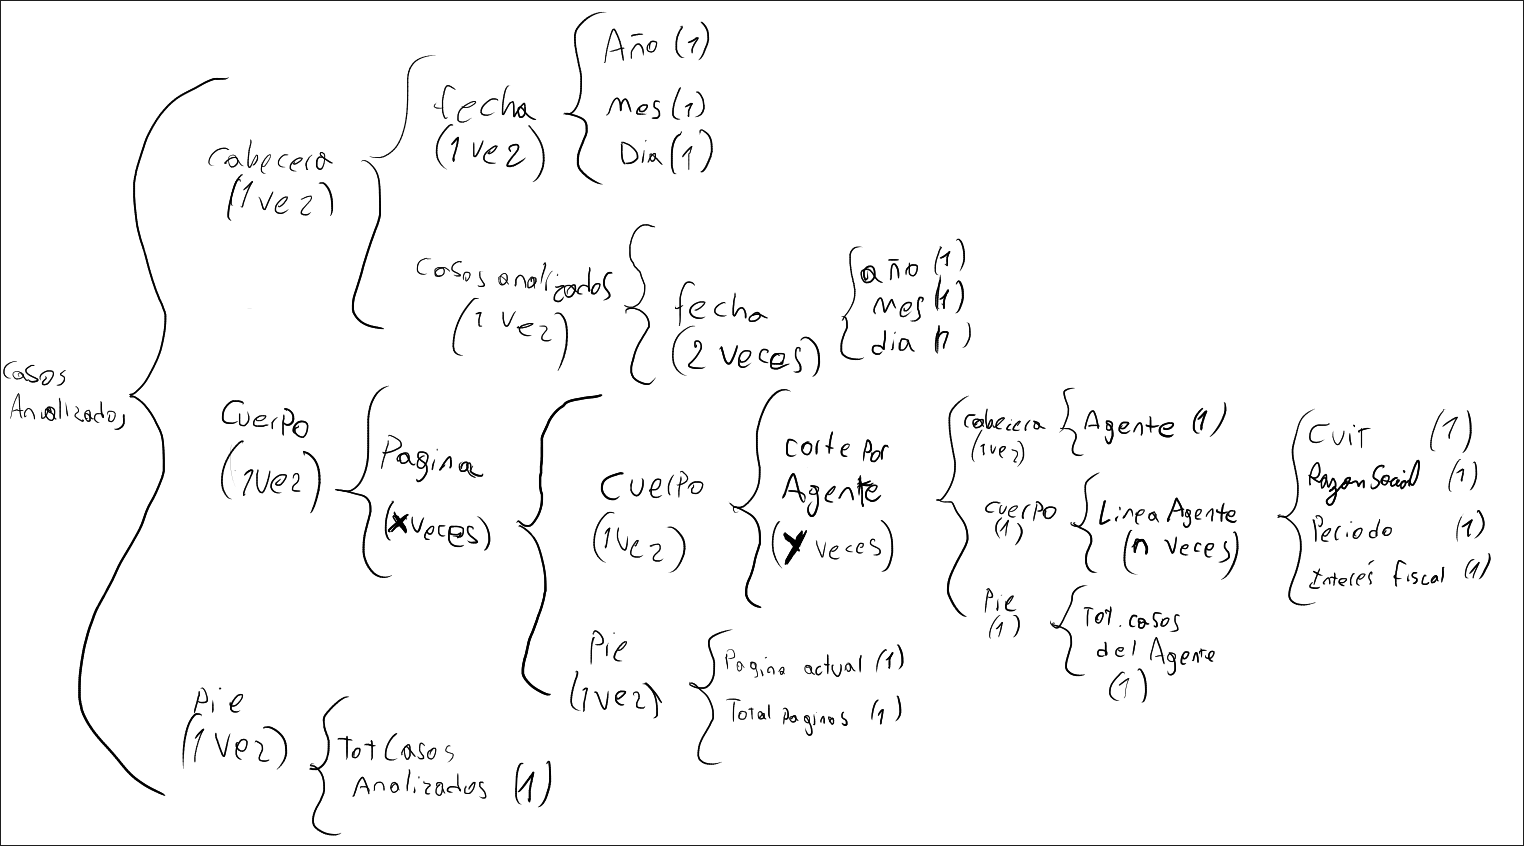 Casos
Analizados
cabecera
(1 vez)
fecha
(1 vez)
Año (1)
mes (1)
Dia (1)
casos analizados
(1 vez)
fecha
(2 veces)
año (1)
mes (1)
dia (1)
Cuerpo
(1 vez)
Pagina
(x veces)
Cuerpo
(1 vez)
corte por
Agente
(y veces)
cabecera
(1 vez)
Agente (1)
cuerpo
(1)
Linea Agente
(n veces)
Cuit (1)
Razon Social (1)
Periodo (1)
Interés fiscal (1)
Pie
(1)
Tot. casos
del Agente
(1)
Pie
(1 vez)
Pagina actual (1)
Total paginas (1)
Pie
(1 vez)
Tot Casos
Analizados (1)